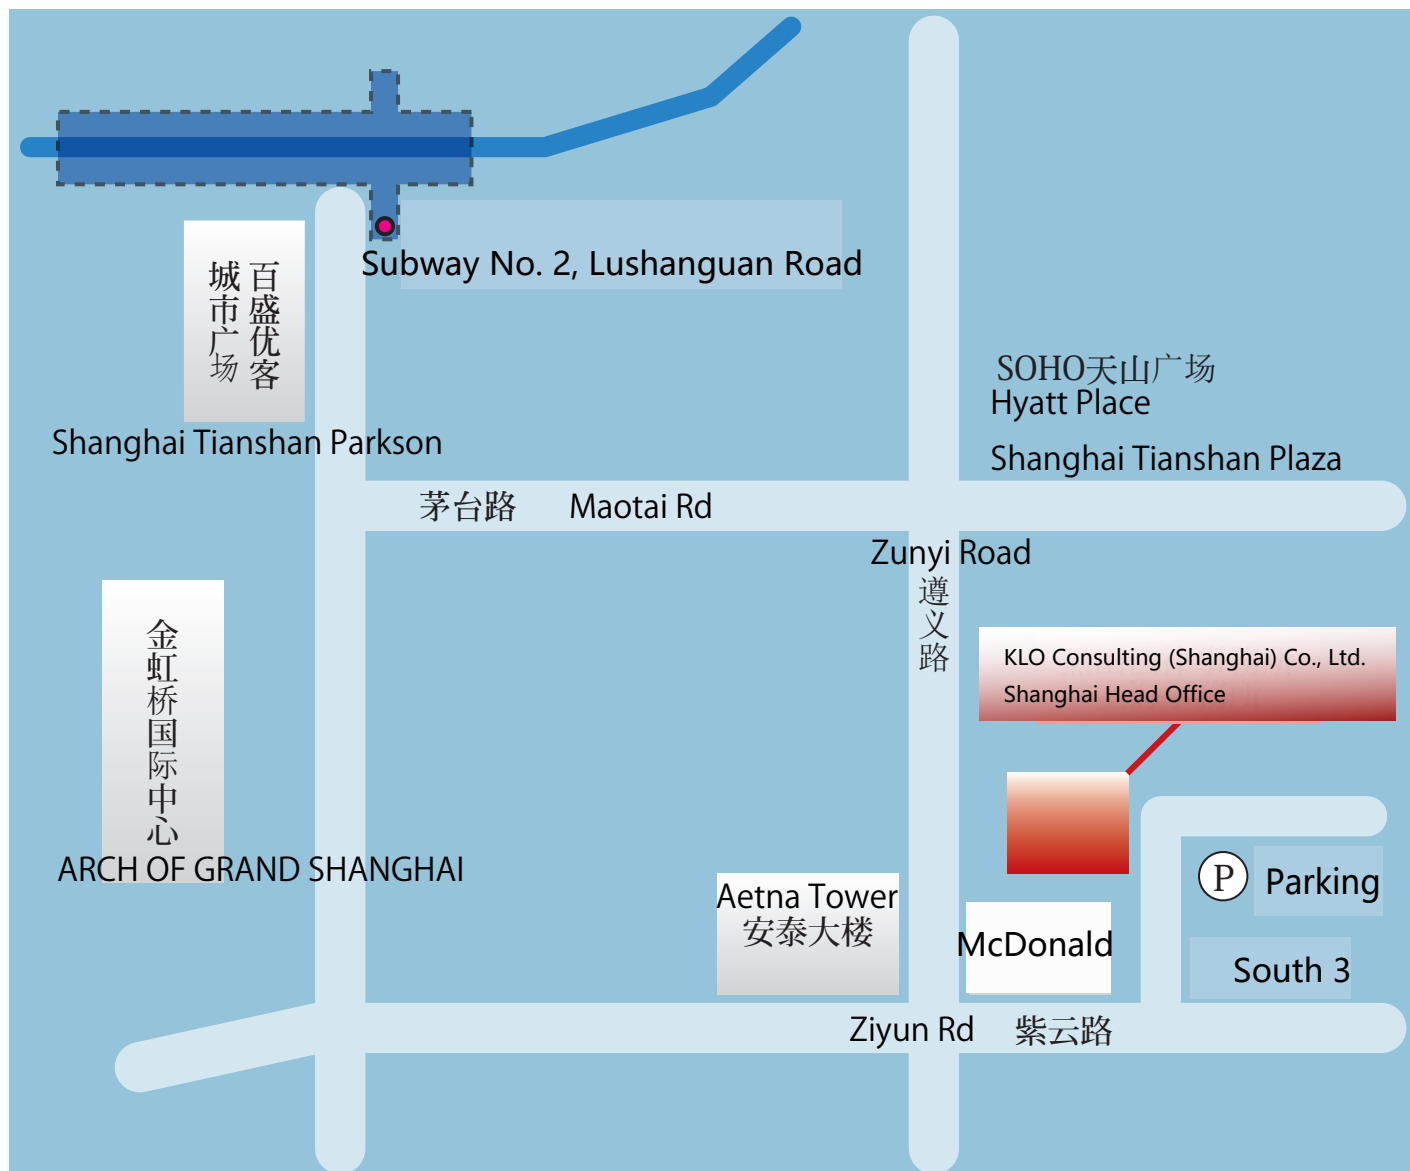 Subway No. 2, Lushanguan Road
百盛优客
城市广场
Shanghai Tianshan Parkson
SOHO天山广场
Hyatt Place
Shanghai Tianshan Plaza
茅台路 Maotai Rd
Zunyi Road
遵义路
金虹桥国际中心
ARCH OF GRAND SHANGHAI
KLO Consulting (Shanghai) Co., Ltd.
Shanghai Head Office
P Parking
Aetna Tower
安泰大楼
McDonald
South 3
Ziyun Rd 紫云路